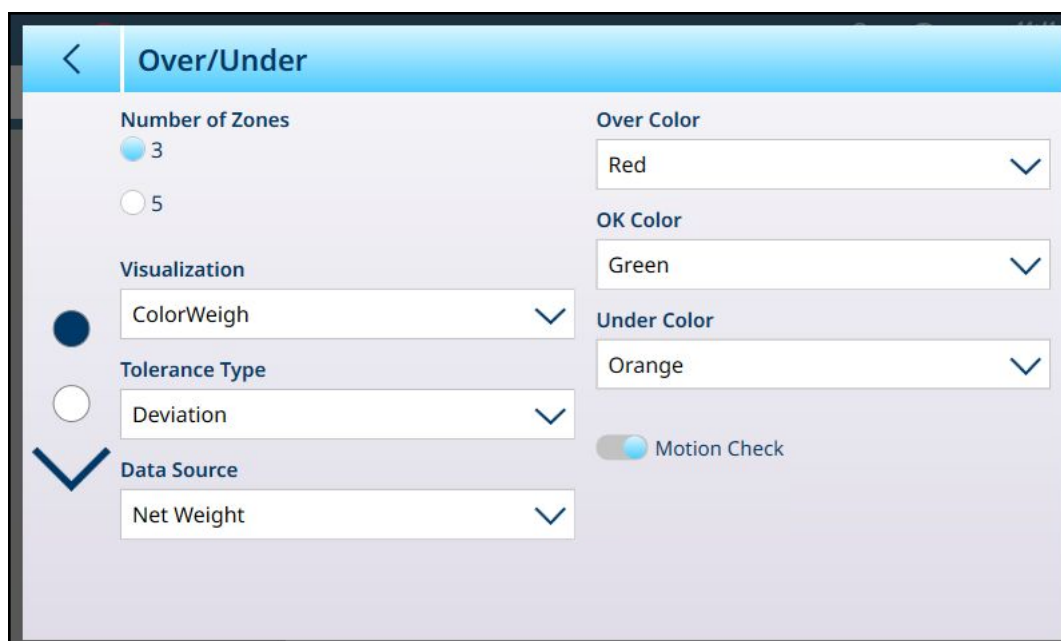 Over/Under
Number of Zones
3
5
Visualization
ColorWeigh
Tolerance Type
Deviation
Data Source
Net Weight
Over Color
Red
OK Color
Green
Under Color
Orange
Motion Check